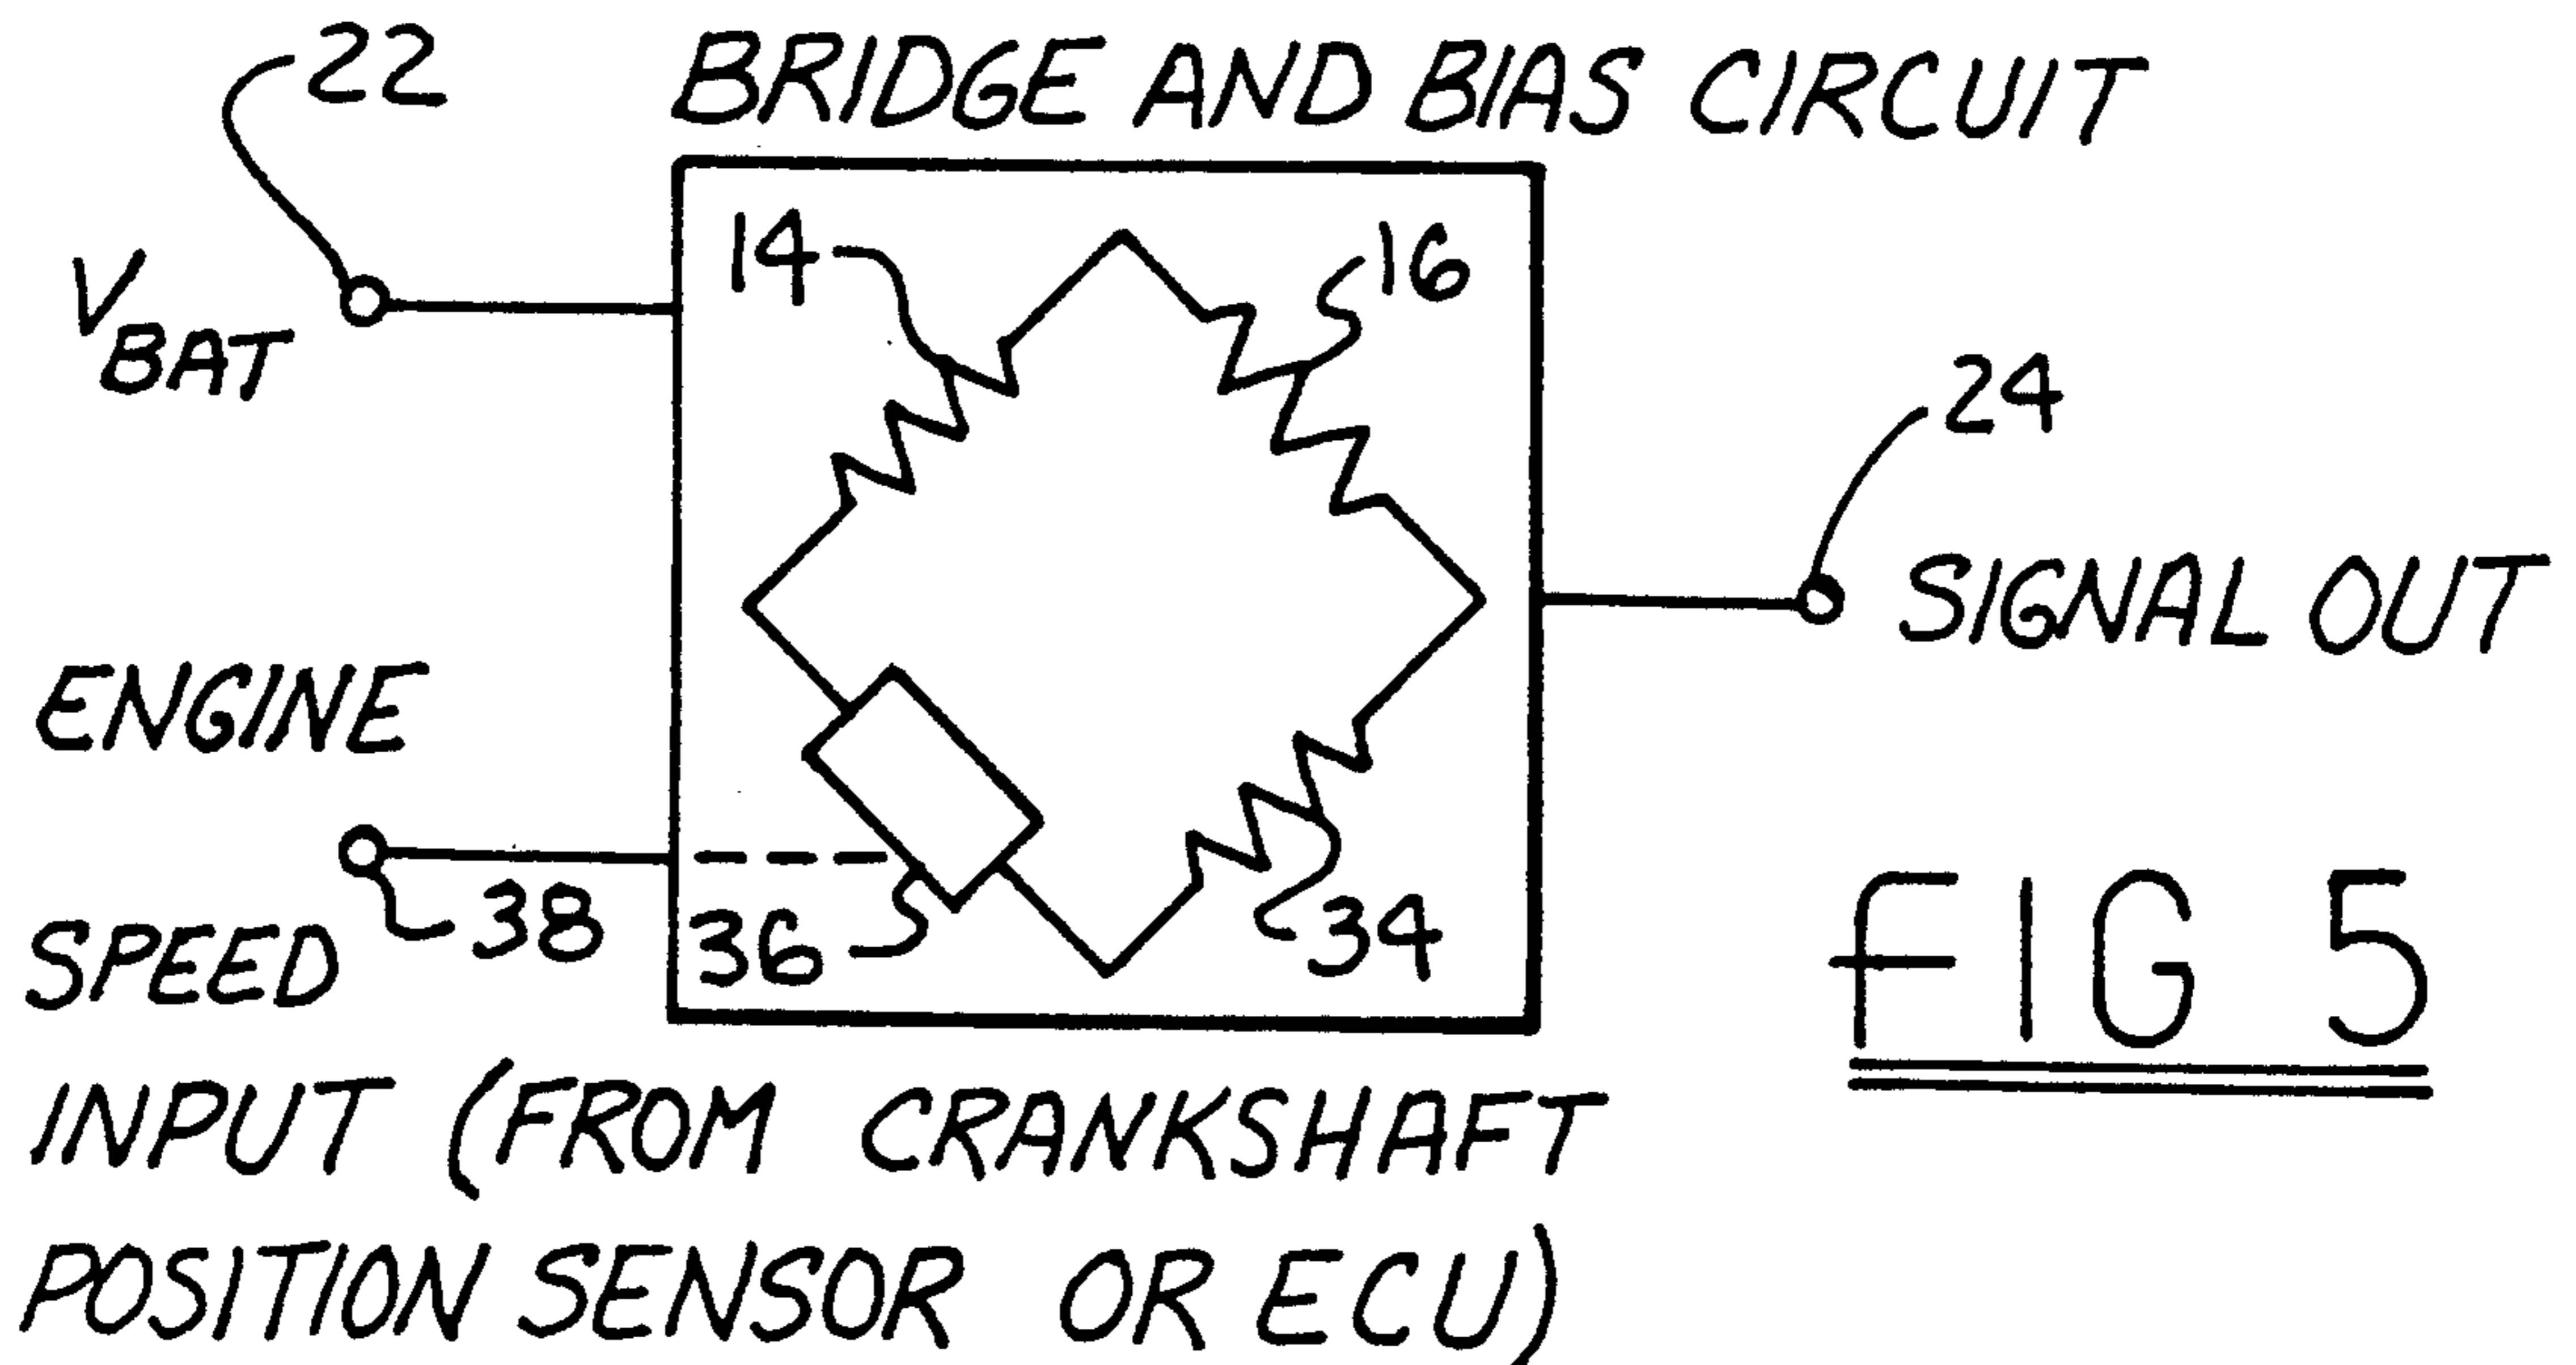 22
BRIDGE AND BIAS CIRCUIT
14
16
V BAT
24
SIGNAL OUT
ENGINE
38
36
34
SPEED
FIG 5
INPUT (FROM CRANKSHAFT
POSITION SENSOR OR ECU)